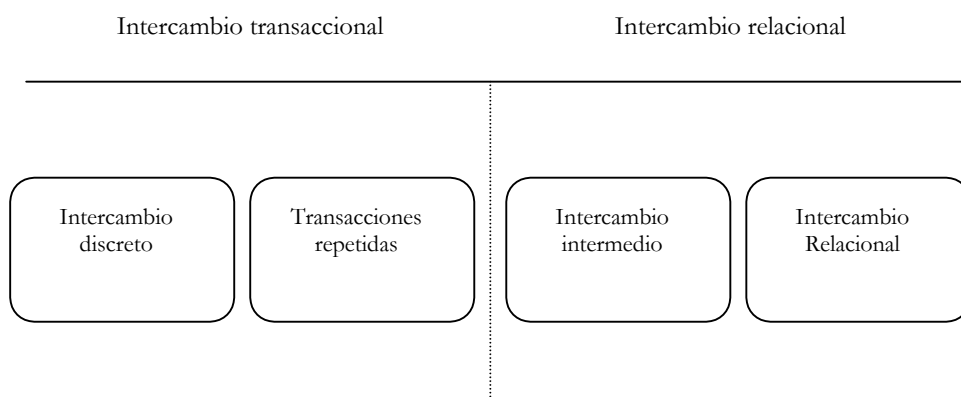 Intercambio transaccional
Intercambio relacional
Intercambio
discreto
Transacciones
repetidas
Intercambio
intermedio
Intercambio
Relacional